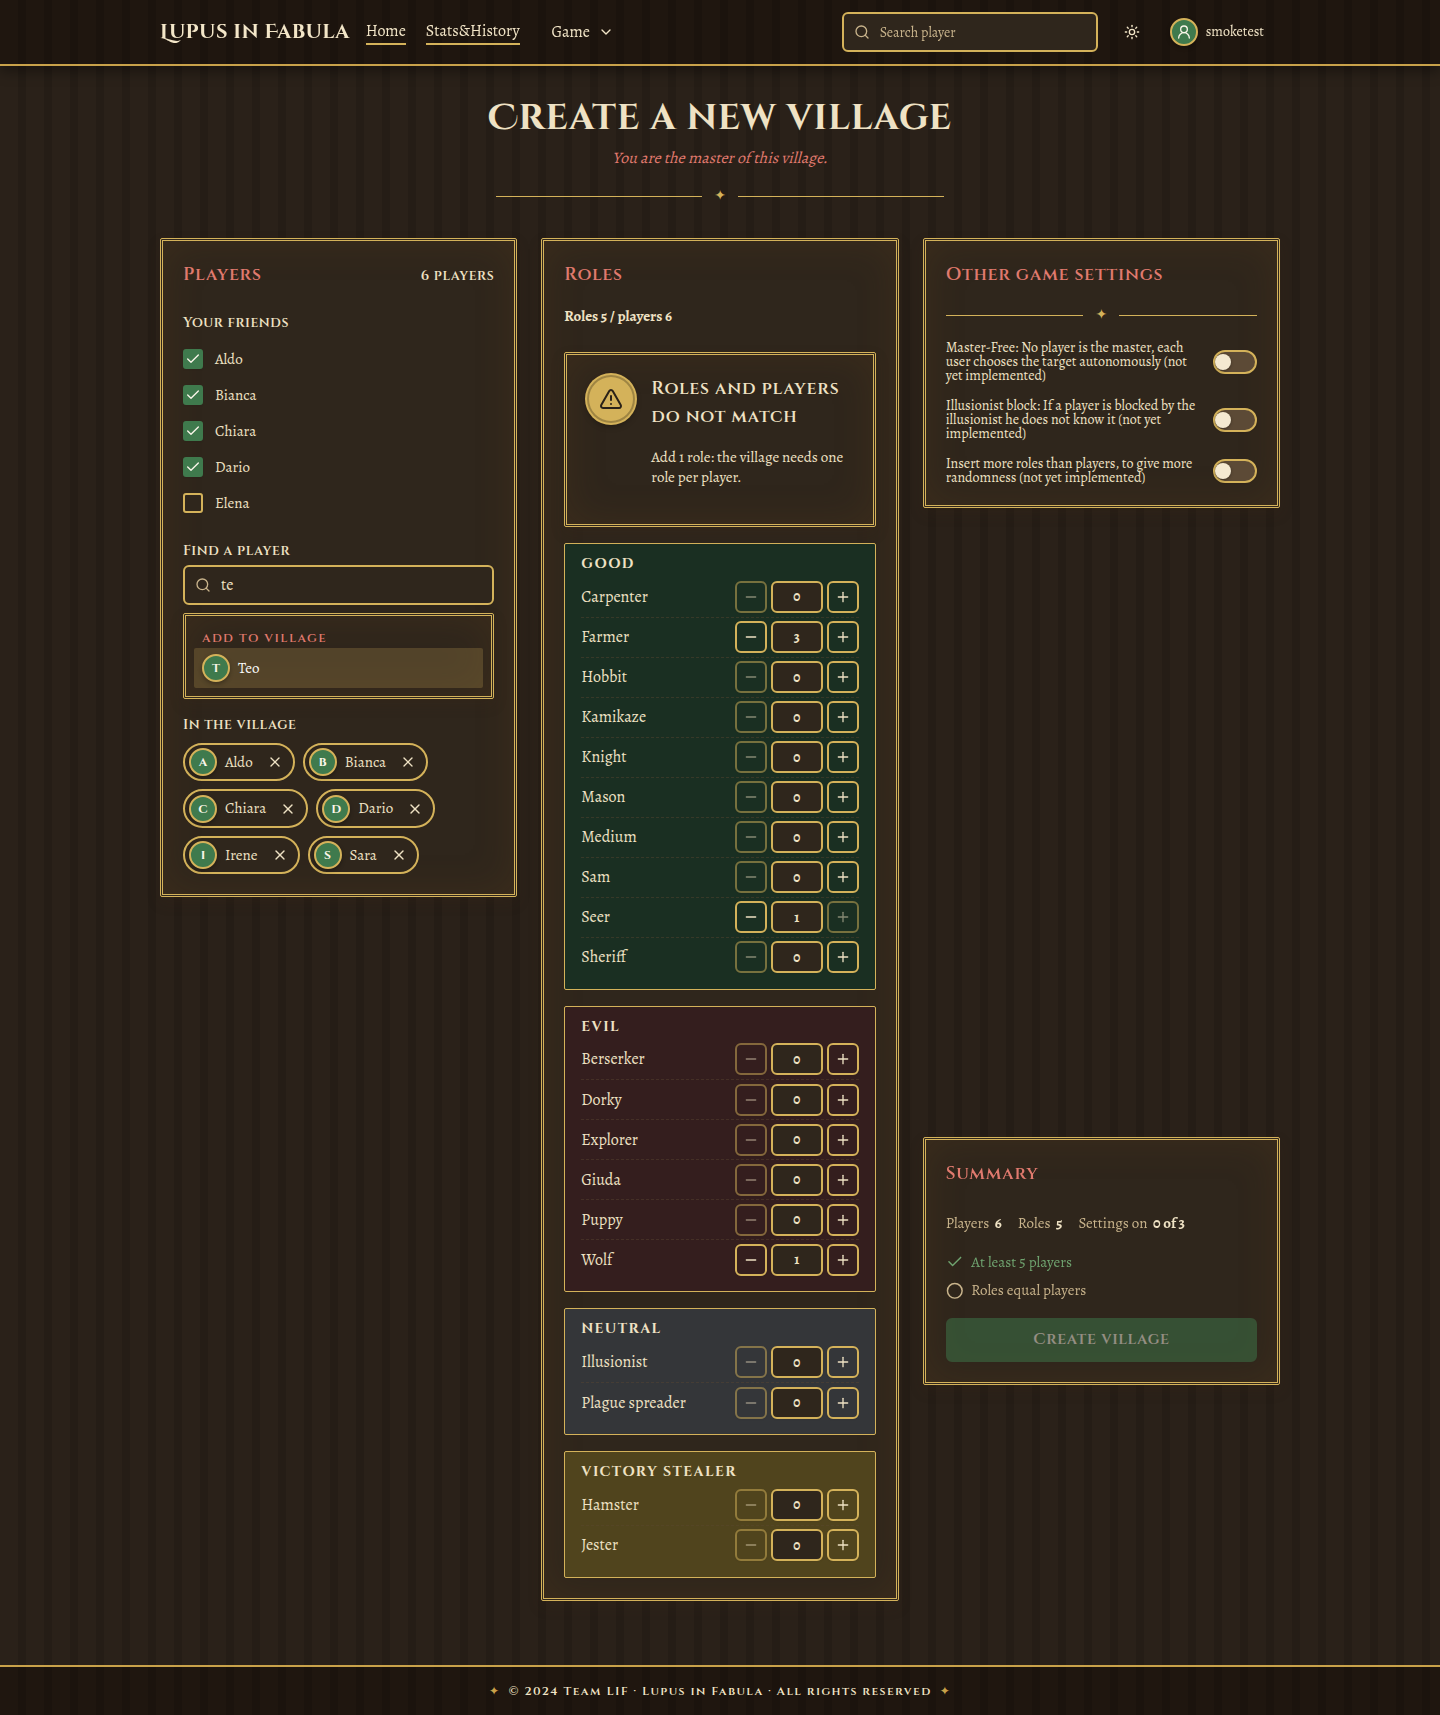 Lupus in Fabula
Home
Stats&History
Game
Search player
smoketest
Create a new village
You are the master of this village.
Players
6 players
Your friends
Aldo
Bianca
Chiara
Dario
Elena
Find a player
te
Add to village
T
Teo
In the village
A
Aldo
B
Bianca
C
Chiara
D
Dario
I
Irene
S
Sara
Roles
Roles 5 / players 6
Roles and players
do not match
Add 1 role: the village needs one
role per player.
Good
Carpenter
0
Farmer
3
Hobbit
0
Kamikaze
0
Knight
0
Mason
0
Medium
0
Sam
0
Seer
1
Sheriff
0
Evil
Berserker
0
Dorky
0
Explorer
0
Giuda
0
Puppy
0
Wolf
1
Neutral
Illusionist
0
Plague spreader
0
Victory stealer
Hamster
0
Jester
0
Other game settings
Master-Free: No player is the master, each
user chooses the target autonomously (not
yet implemented)
Illusionist block: If a player is blocked by the
illusionist he does not know it (not yet
implemented)
Insert more roles than players, to give more
randomness (not yet implemented)
Summary
Players 6 Roles 5 Settings on 0 of 3
At least 5 players
Roles equal players
Create village
© 2024 Team LIF · Lupus in Fabula · All rights reserved